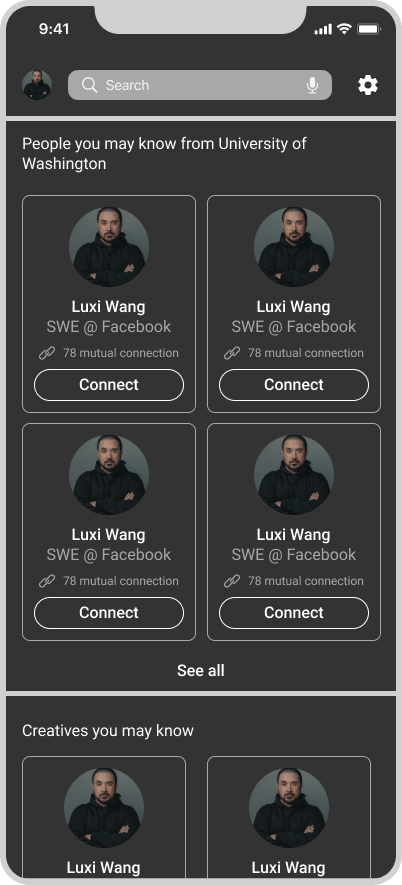 9:41
Search
People you may know from University of
Washington
Luxi Wang
SWE @ Facebook
78 mutual connection
Connect
Luxi Wang
SWE @ Facebook
78 mutual connection
Connect
Luxi Wang
SWE @ Facebook
78 mutual connection
Connect
Luxi Wang
SWE @ Facebook
78 mutual connection
Connect
See all
Creatives you may know
Luxi Wang
Luxi Wang